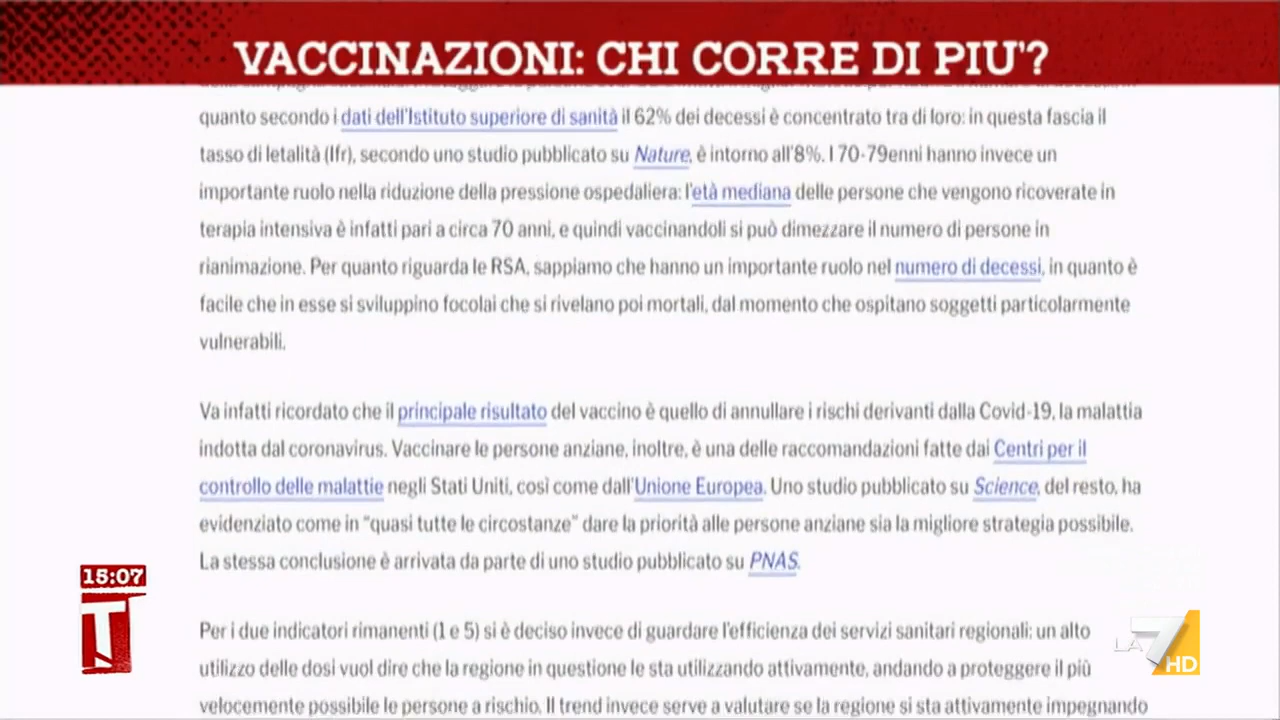 VACCINAZIONI: CHI CORRE DI PIU'?
quanto secondo i dati dell'Istituto superiore di sanità il 62% dei decessi è concentrato tra di loro: in questa fascia il
tasso di letalità (Ifr), secondo uno studio pubblicato su Nature, è intorno all'8%. I 70-79enni hanno invece un
importante ruolo nella riduzione della pressione ospedaliera: l'età mediana delle persone che vengono ricoverate in
terapia intensiva è infatti pari a circa 70 anni, e quindi vaccinandoli si può dimezzare il numero di persone in
rianimazione. Per quanto riguarda le RSA, sappiamo che hanno un importante ruolo nel numero di decessi, in quanto è
facile che in esse si sviluppino focolai che si rivelano poi mortali, dal momento che ospitano soggetti particolarmente
vulnerabili.
Va infatti ricordato che il principale risultato del vaccino è quello di annullare i rischi derivanti dalla Covid-19, la malattia
indotta dal coronavirus. Vaccinare le persone anziane, inoltre, è una delle raccomandazioni fatte dai Centri per il
controllo delle malattie negli Stati Uniti, così come dall'Unione Europea. Uno studio pubblicato su Science, del resto, ha
evidenziato come in "quasi tutte le circostanze" dare la priorità alle persone anziane sia la migliore strategia possibile.
La stessa conclusione è arrivata da parte di uno studio pubblicato su PNAS.
Per i due indicatori rimanenti (1 e 5) si è deciso invece di guardare l'efficienza dei servizi sanitari regionali: un alto
utilizzo delle dosi vuol dire che la regione in questione le sta utilizzando attivamente, andando a proteggere il più
velocemente possibile le persone a rischio. Il trend invece serve a valutare se la regione si sta attivamente impegnando
15:07
T
LA 7 HD